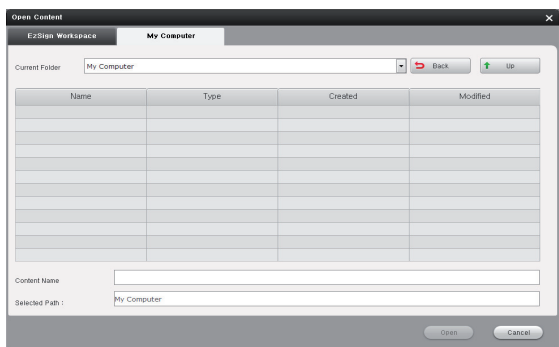 Open Content
EzSign Workspace My Computer
Current Folder My Computer Back Up
Name Type Created Modified
Content Name
Selected Path : My Computer
Open Cancel